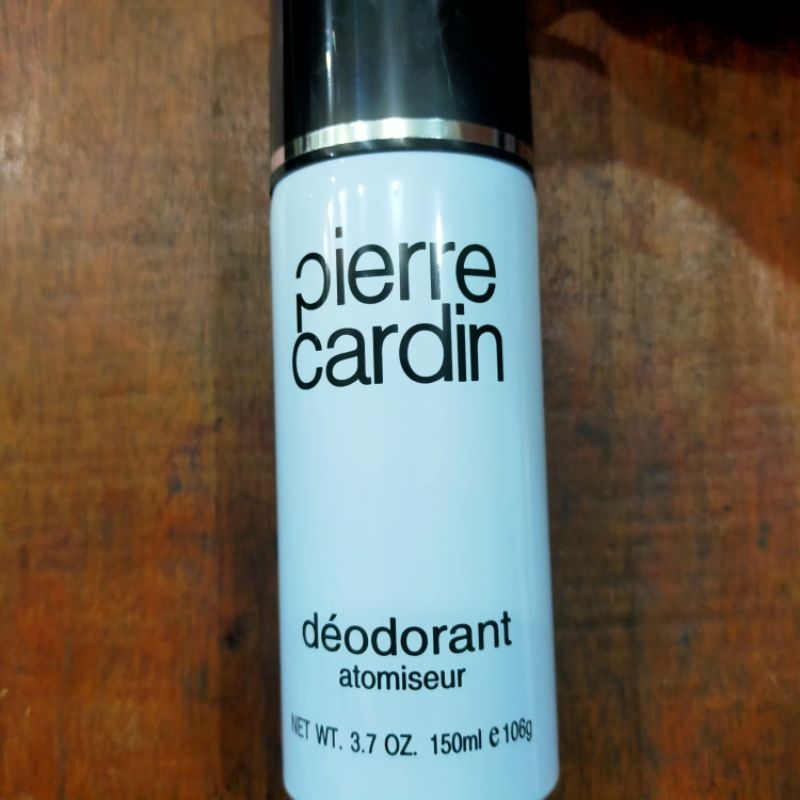 pierre
cardin
déodorant
atomiseur
NET WT. 3.7 OZ. 150ml e 106g